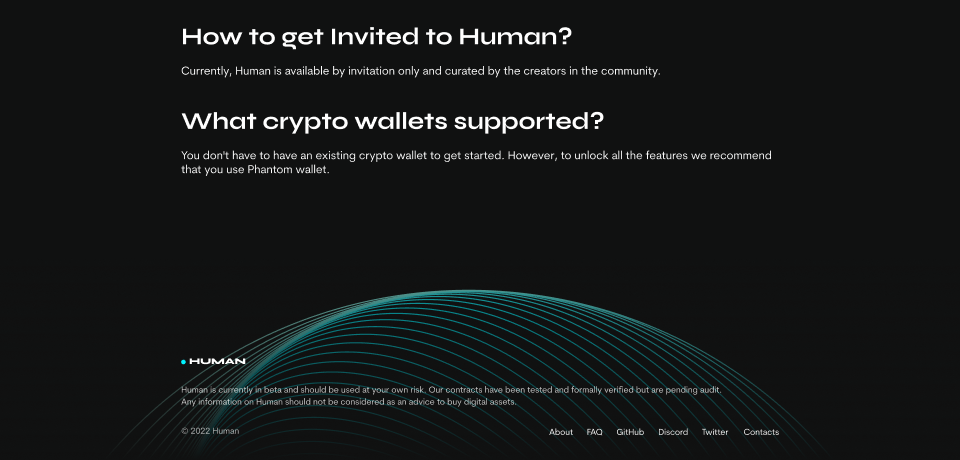 How to get Invited to Human?
Currently, Human is available by invitation only and curated by the creators in the community.
What crypto wallets supported?
You don't have to have an existing crypto wallet to get started. However, to unlock all the features we recommend
that you use Phantom wallet.
HUMAN
Human is currently in beta and should be used at your own risk. Our contracts have been tested and formally verified but are pending audit.
Any information on Human should not be considered as an advice to buy digital assets.
© 2022 Human About FAQ GitHub Discord Twitter Contacts